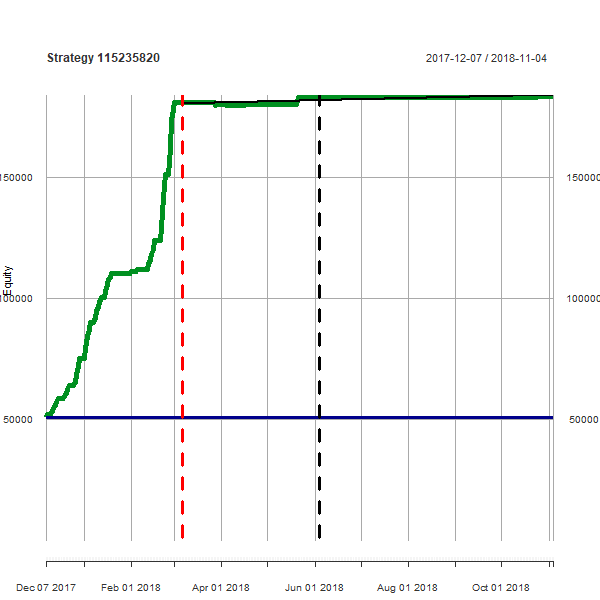 Strategy 115235820
2017-12-07 / 2018-11-04
150000
150000
Equity
100000
100000
50000
50000
Dec 07 2017
Feb 01 2018
Apr 01 2018
Jun 01 2018
Aug 01 2018
Oct 01 2018